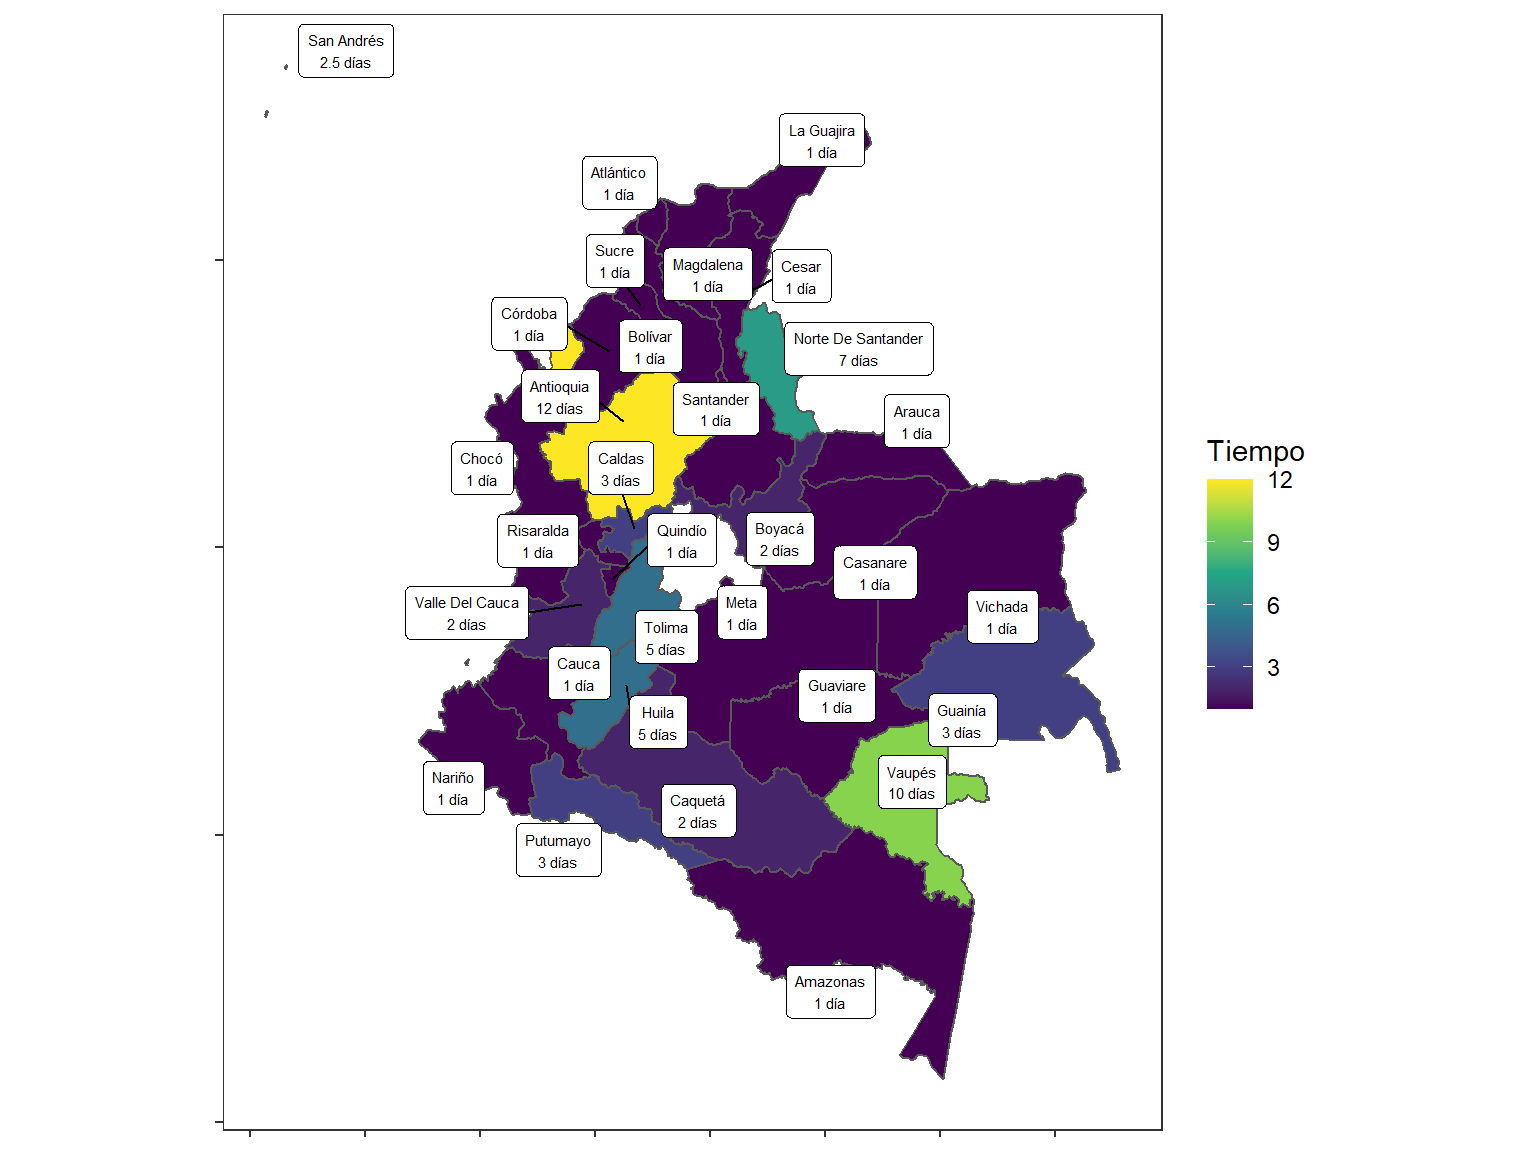 San Andrés
2.5 días
La Guajira
1 día
Atlántico
1 día
Sucre
1 día
Magdalena
1 día
Cesar
1 día
Córdoba
1 día
Bolívar
1 día
Norte De Santander
7 días
Antioquia
12 días
Santander
1 día
Arauca
1 día
Chocó
1 día
Caldas
3 días
Tiempo
12
9
6
3
Risaralda
1 día
Quindío
1 día
Boyacá
2 días
Casanare
1 día
Valle Del Cauca
2 días
Meta
1 día
Vichada
1 día
Tolima
5 días
Cauca
1 día
Guaviare
1 día
Huila
5 días
Guainía
3 días
Nariño
1 día
Vaupés
10 días
Caquetá
2 días
Putumayo
3 días
Amazonas
1 día